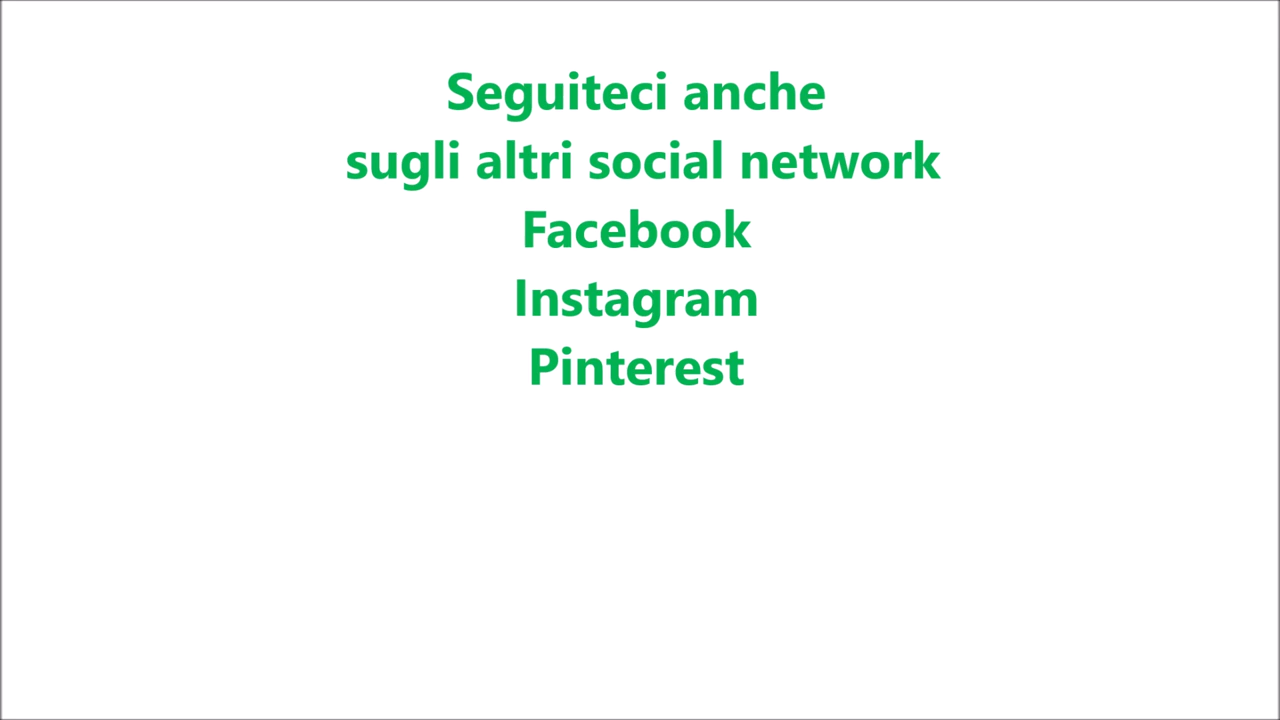 Seguiteci anche
sugli altri social network
Facebook
Instagram
Pinterest